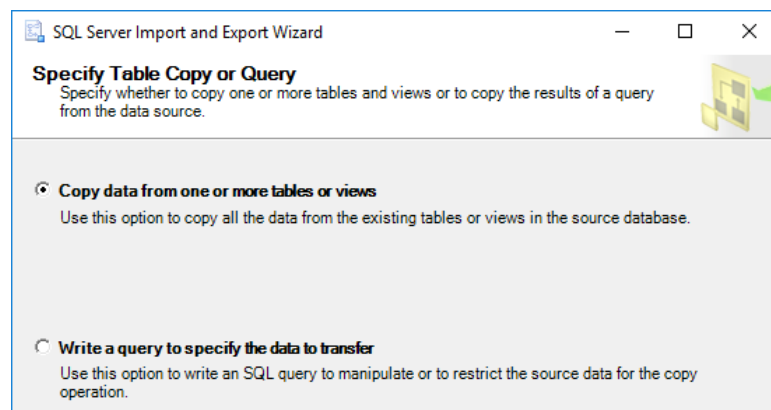 SQL Server Import and Export Wizard
Specify Table Copy or Query
Specify whether to copy one or more tables and views or to copy the results of a query
from the data source.
Copy data from one or more tables or views
Use this option to copy all the data from the existing tables or views in the source database.
Write a query to specify the data to transfer
Use this option to write an SQL query to manipulate or to restrict the source data for the copy
operation.